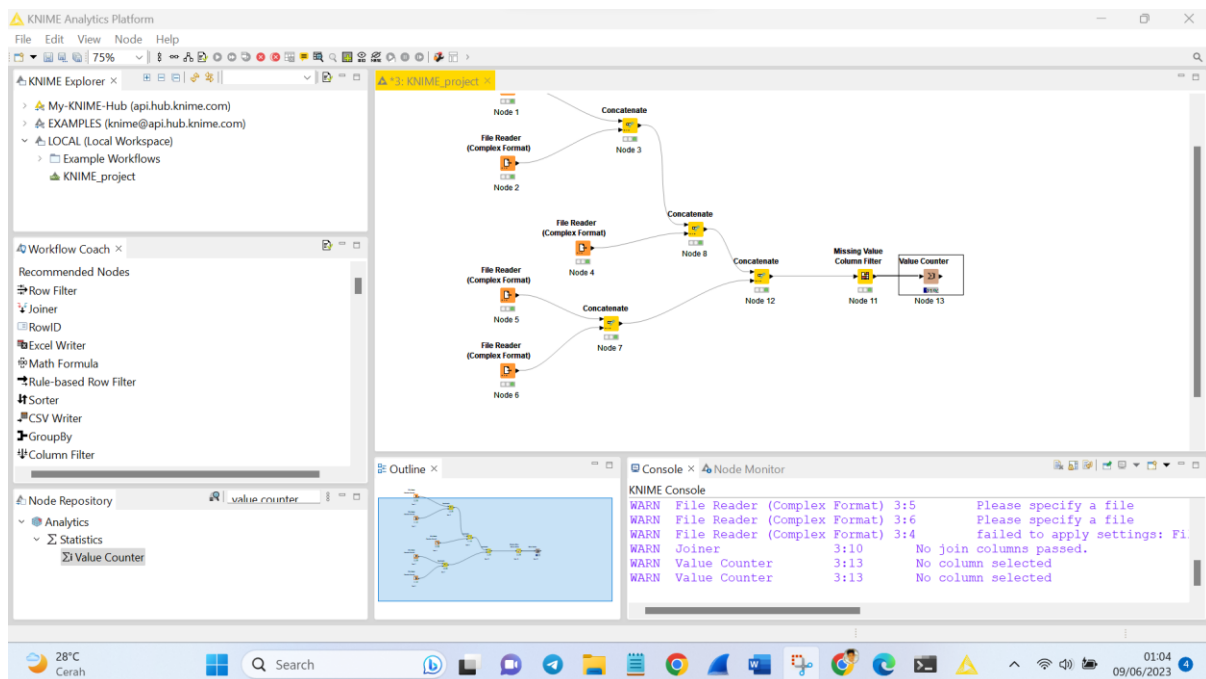 KNIME Analytics Platform
File Edit View Node Help
75%
KNIME Explorer
My-KNIME-Hub (api.hub.knime.com)
EXAMPLES (knime@api.hub.knime.com)
LOCAL (Local Workspace)
Example Workflows
KNIME_project
Workflow Coach
Recommended Nodes
Row Filter
Joiner
RowID
Excel Writer
Math Formula
Rule-based Row Filter
Sorter
CSV Writer
GroupBy
Column Filter
Node Repository
value counter
Analytics
Statistics
Value Counter
*3: KNIME_project
Node 1
Concatenate
Node 3
File Reader
(Complex Format)
Node 2
Concatenate
Node 8
File Reader
(Complex Format)
Node 4
Concatenate
Node 12
Missing Value
Column Filter
Node 11
Value Counter
Node 13
File Reader
(Complex Format)
Node 5
Concatenate
Node 7
File Reader
(Complex Format)
Node 6
Outline
Console Node Monitor
KNIME Console
WARN File Reader (Complex Format) 3:5 Please specify a file
WARN File Reader (Complex Format) 3:6 Please specify a file
WARN File Reader (Complex Format) 3:4 failed to apply settings: Fi
WARN Joiner 3:10 No join columns passed.
WARN Value Counter 3:13 No column selected
WARN Value Counter 3:13 No column selected
28°C
Cerah
Search
01:04
09/06/2023
4